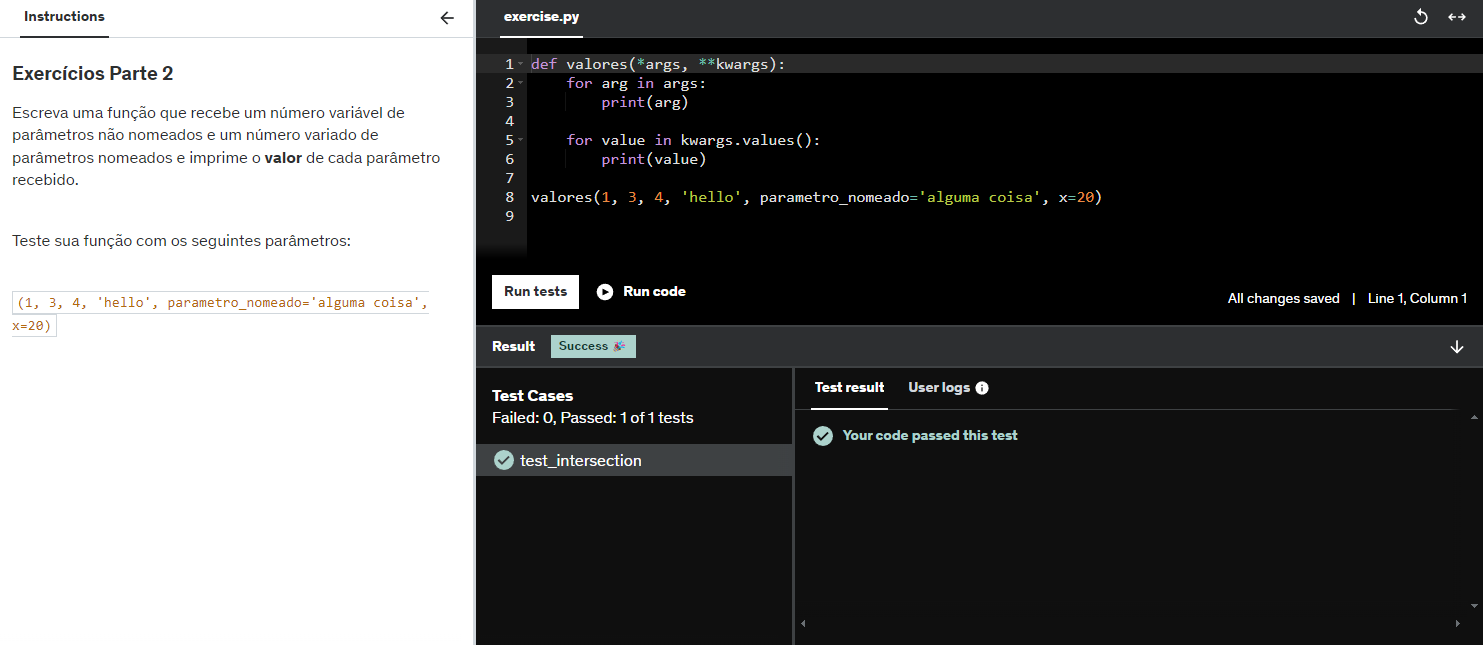 Instructions
Exercícios Parte 2
Escreva uma função que recebe um número variável de
parâmetros não nomeados e um número variado de
parâmetros nomeados e imprime o valor de cada parâmetro
recebido.
Teste sua função com os seguintes parâmetros:
(1, 3, 4, 'hello', parametro_nomeado='alguma coisa',
x=20)
exercise.py
1 def valores(*args, **kwargs):
2     for arg in args:
3         print(arg)
4
5     for value in kwargs.values():
6         print(value)
7
8 valores(1, 3, 4, 'hello', parametro_nomeado='alguma coisa', x=20)
9
Run tests Run code
All changes saved | Line 1, Column 1
Result Success 🎉
Test Cases
Failed: 0, Passed: 1 of 1 tests
test_intersection
Test result User logs
Your code passed this test